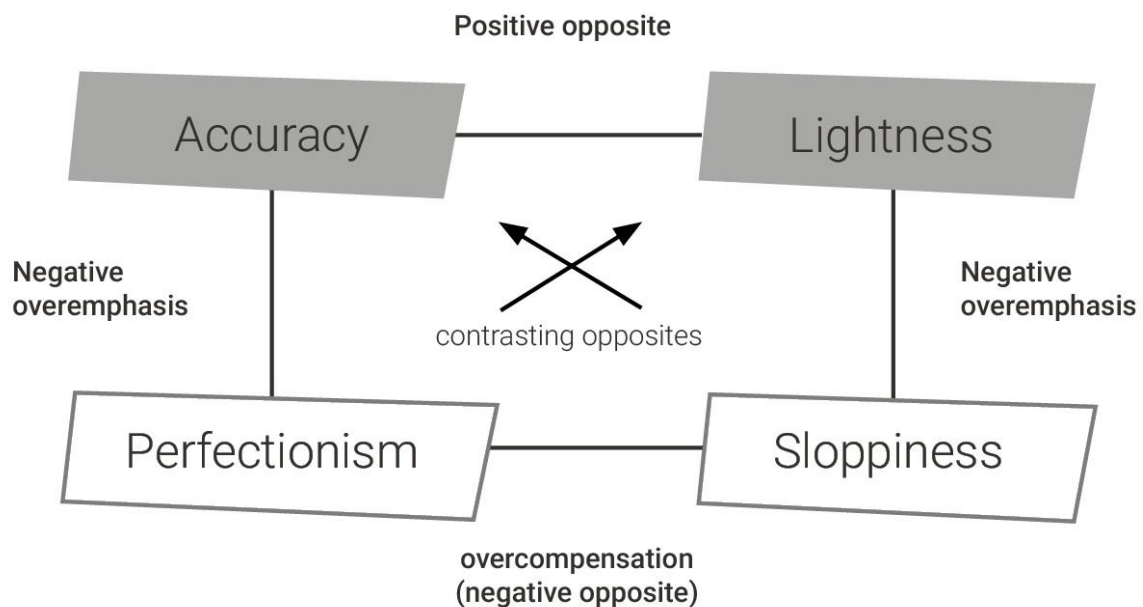 Positive opposite
Accuracy
Lightness
Negative
overemphasis
Negative
overemphasis
contrasting opposites
Perfectionism
Sloppiness
overcompensation
(negative opposite)